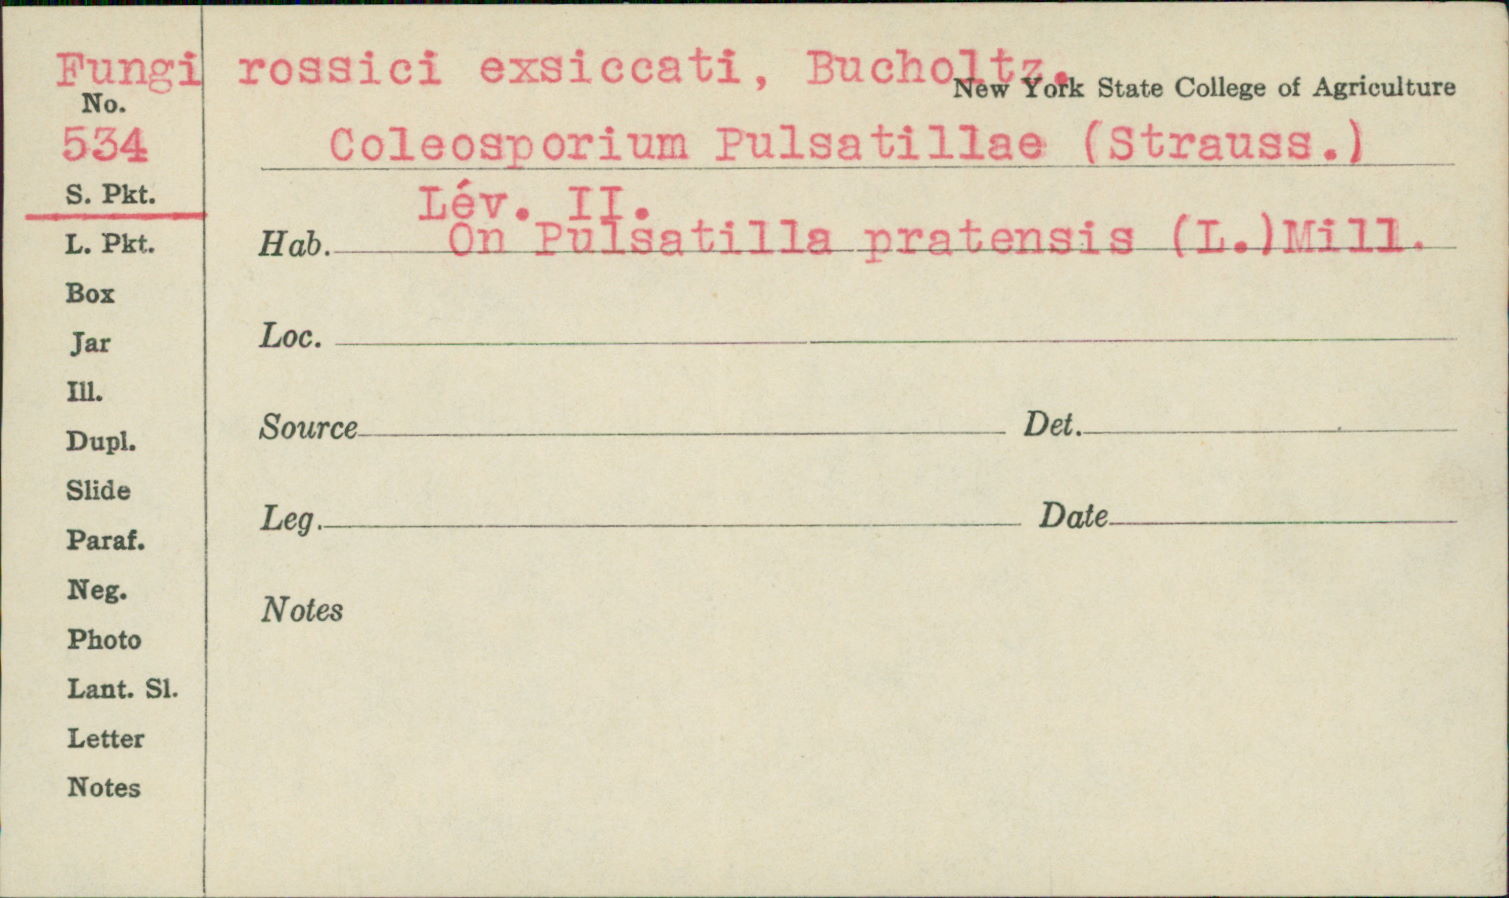 Fungi rossici exsiccati, Bucholtz.
New York State College of Agriculture
No.
534
Coleosporium Pulsatillae (Strauss.)
Lév. II.
S. Pkt.
L. Pkt.
Hab. On Pulsatilla pratensis (L.)Mill.
Box
Jar
Loc.
Ill.
Dupl.
Source Det.
Slide
Leg. Date
Paraf.
Neg.
Notes
Photo
Lant. Sl.
Letter
Notes